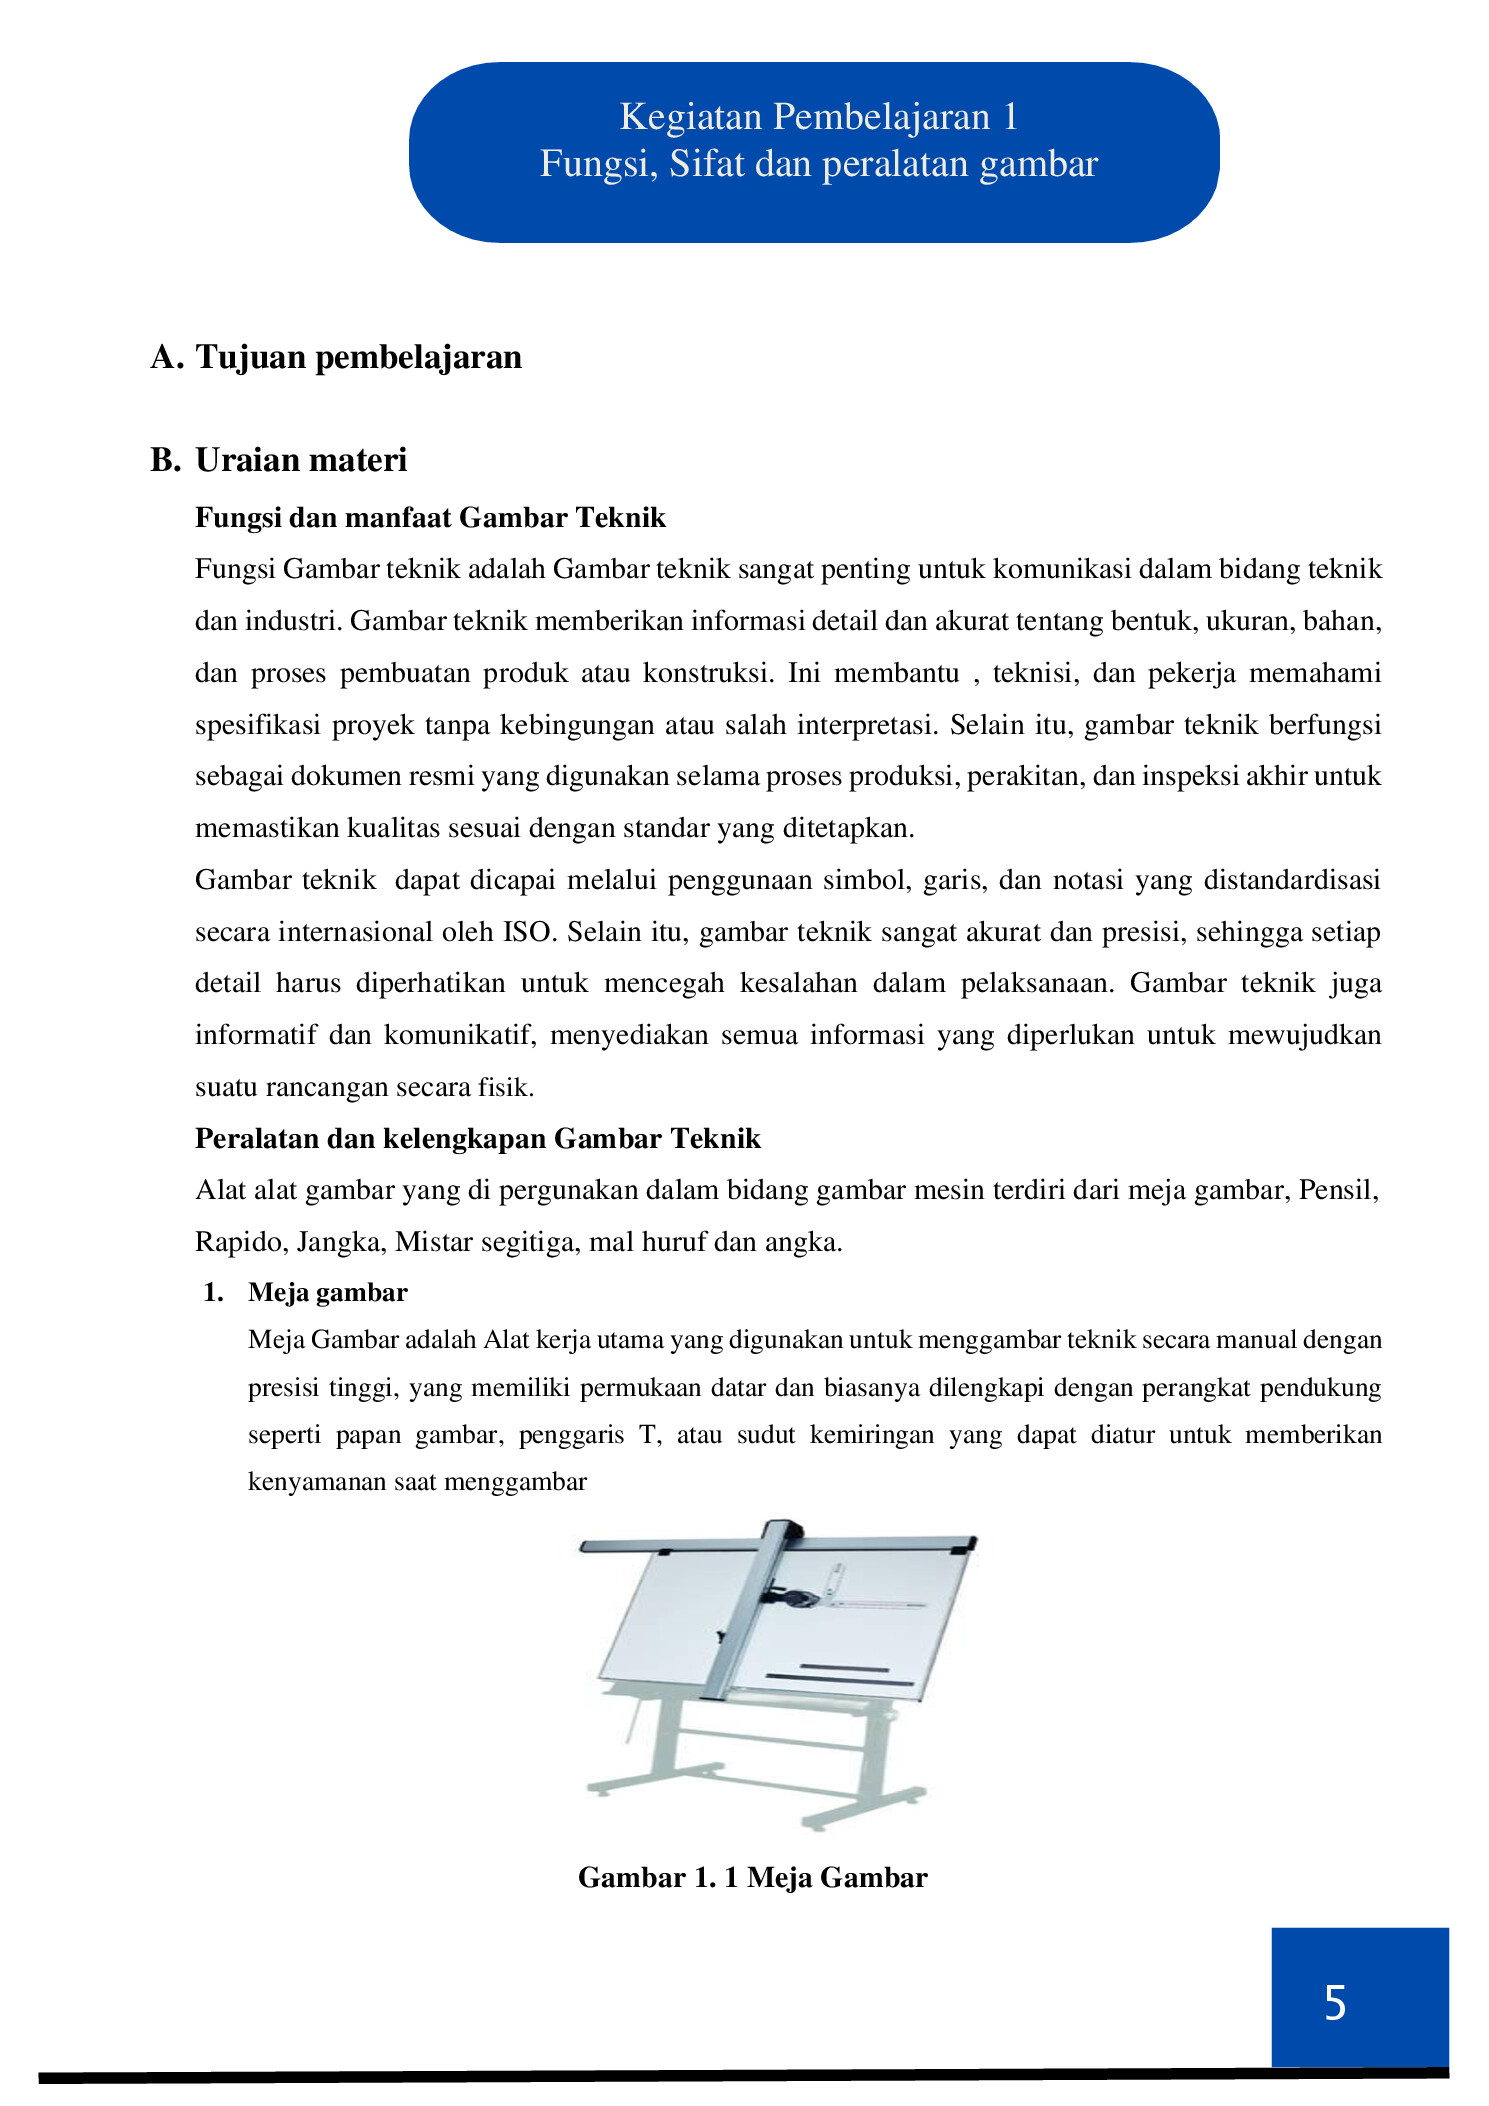 Kegiatan Pembelajaran 1
Fungsi, Sifat dan peralatan gambar
A. Tujuan pembelajaran
B. Uraian materi
Fungsi dan manfaat Gambar Teknik
Fungsi Gambar teknik adalah Gambar teknik sangat penting untuk komunikasi dalam bidang teknik
dan industri. Gambar teknik memberikan informasi detail dan akurat tentang bentuk, ukuran, bahan,
dan proses pembuatan produk atau konstruksi. Ini membantu , teknisi, dan pekerja memahami
spesifikasi proyek tanpa kebingungan atau salah interpretasi. Selain itu, gambar teknik berfungsi
sebagai dokumen resmi yang digunakan selama proses produksi, perakitan, dan inspeksi akhir untuk
memastikan kualitas sesuai dengan standar yang ditetapkan.
Gambar teknik dapat dicapai melalui penggunaan simbol, garis, dan notasi yang distandardisasi
secara internasional oleh ISO. Selain itu, gambar teknik sangat akurat dan presisi, sehingga setiap
detail harus diperhatikan untuk mencegah kesalahan dalam pelaksanaan. Gambar teknik juga
informatif dan komunikatif, menyediakan semua informasi yang diperlukan untuk mewujudkan
suatu rancangan secara fisik.
Peralatan dan kelengkapan Gambar Teknik
Alat alat gambar yang di pergunakan dalam bidang gambar mesin terdiri dari meja gambar, Pensil,
Rapido, Jangka, Mistar segitiga, mal huruf dan angka.
1. Meja gambar
Meja Gambar adalah Alat kerja utama yang digunakan untuk menggambar teknik secara manual dengan
presisi tinggi, yang memiliki permukaan datar dan biasanya dilengkapi dengan perangkat pendukung
seperti papan gambar, penggaris T, atau sudut kemiringan yang dapat diatur untuk memberikan
kenyamanan saat menggambar
Gambar 1. 1 Meja Gambar
5